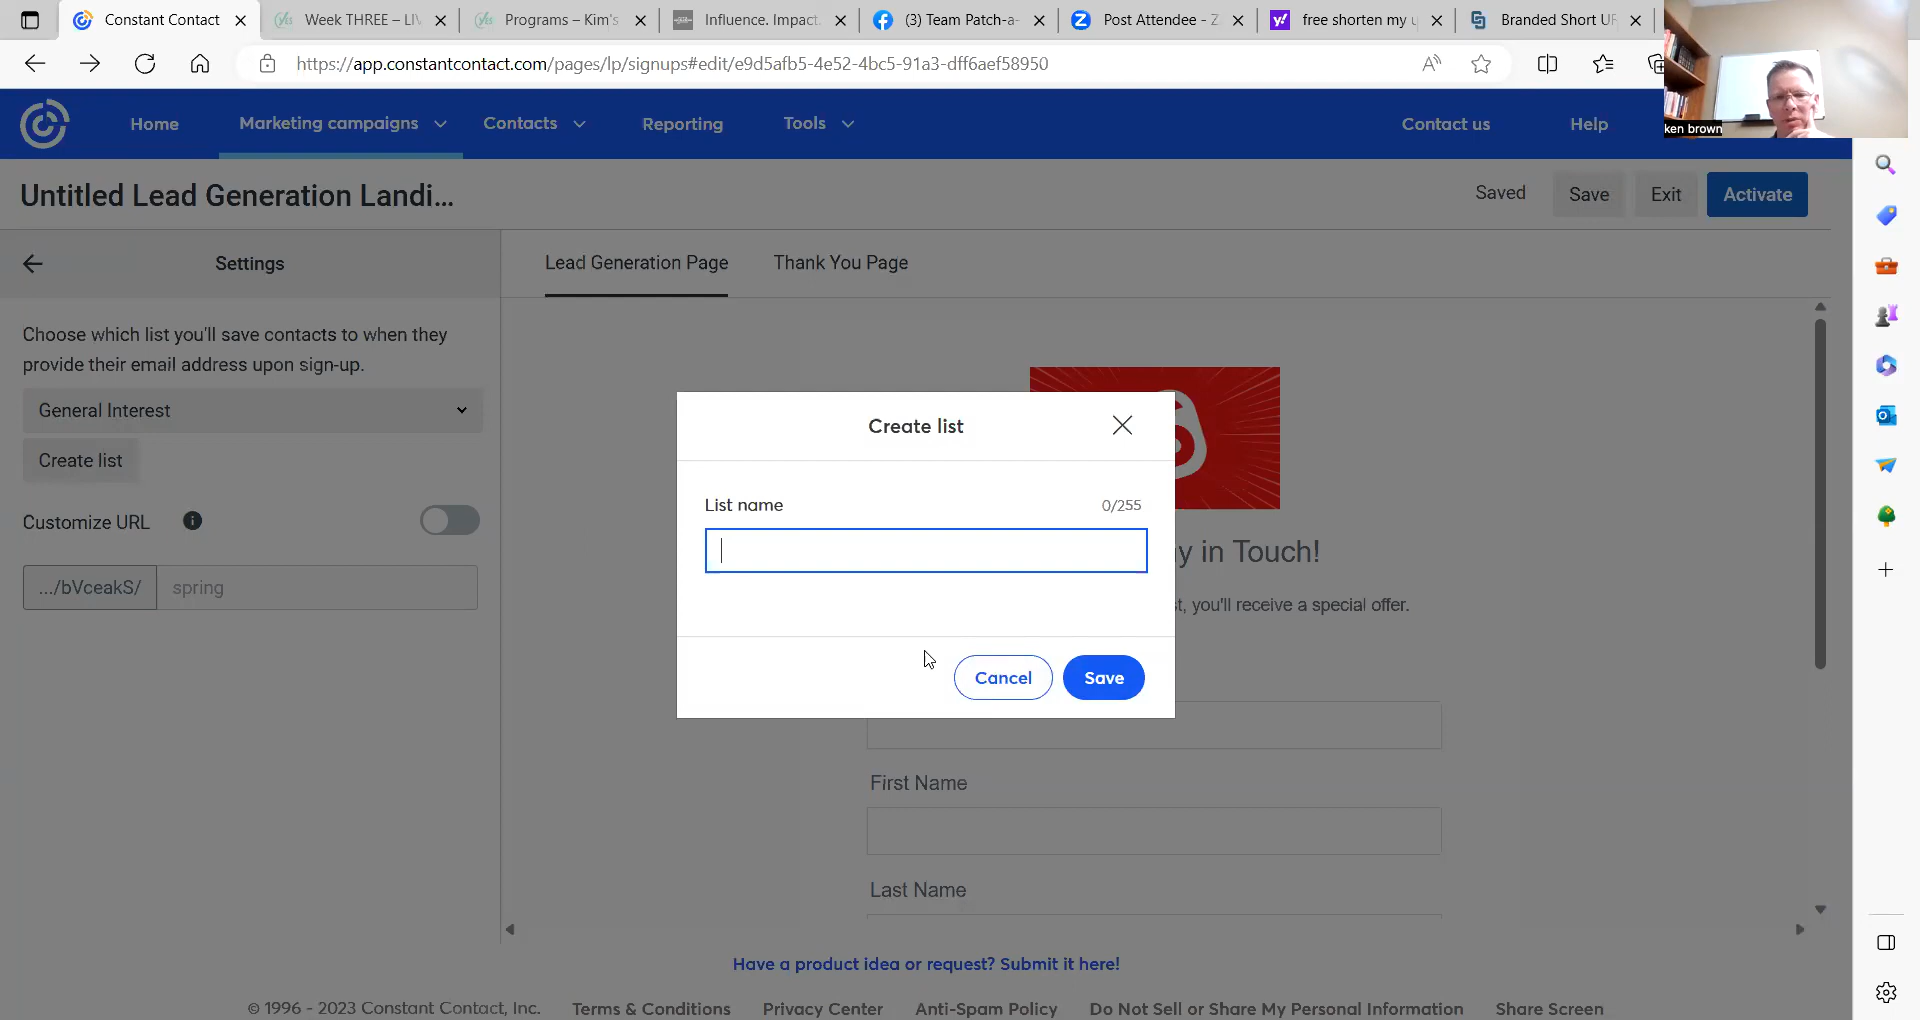 Constant Contact
Week THREE – LIV
Programs – Kim's
Influence. Impact.
(3) Team Patch-a-
Post Attendee - Z
free shorten my u
Branded Short UR
https://app.constantcontact.com/pages/lp/signups#edit/e9d5afb5-4e52-4bc5-91a3-dff6aef58950
ken brown
Home
Marketing campaigns
Contacts
Reporting
Tools
Contact us
Help
Untitled Lead Generation Landi...
Saved
Save
Exit
Activate
Settings
Lead Generation Page
Thank You Page
Choose which list you'll save contacts to when they
provide their email address upon sign-up.
General Interest
Create list
Customize URL
.../bVceakS/
spring
Create list
List name
0/255
Cancel
Save
y in Touch!
t, you'll receive a special offer.
First Name
Last Name
Have a product idea or request? Submit it here!
© 1996 - 2023 Constant Contact, Inc.
Terms & Conditions
Privacy Center
Anti-Spam Policy
Do Not Sell or Share My Personal Information
Share Screen